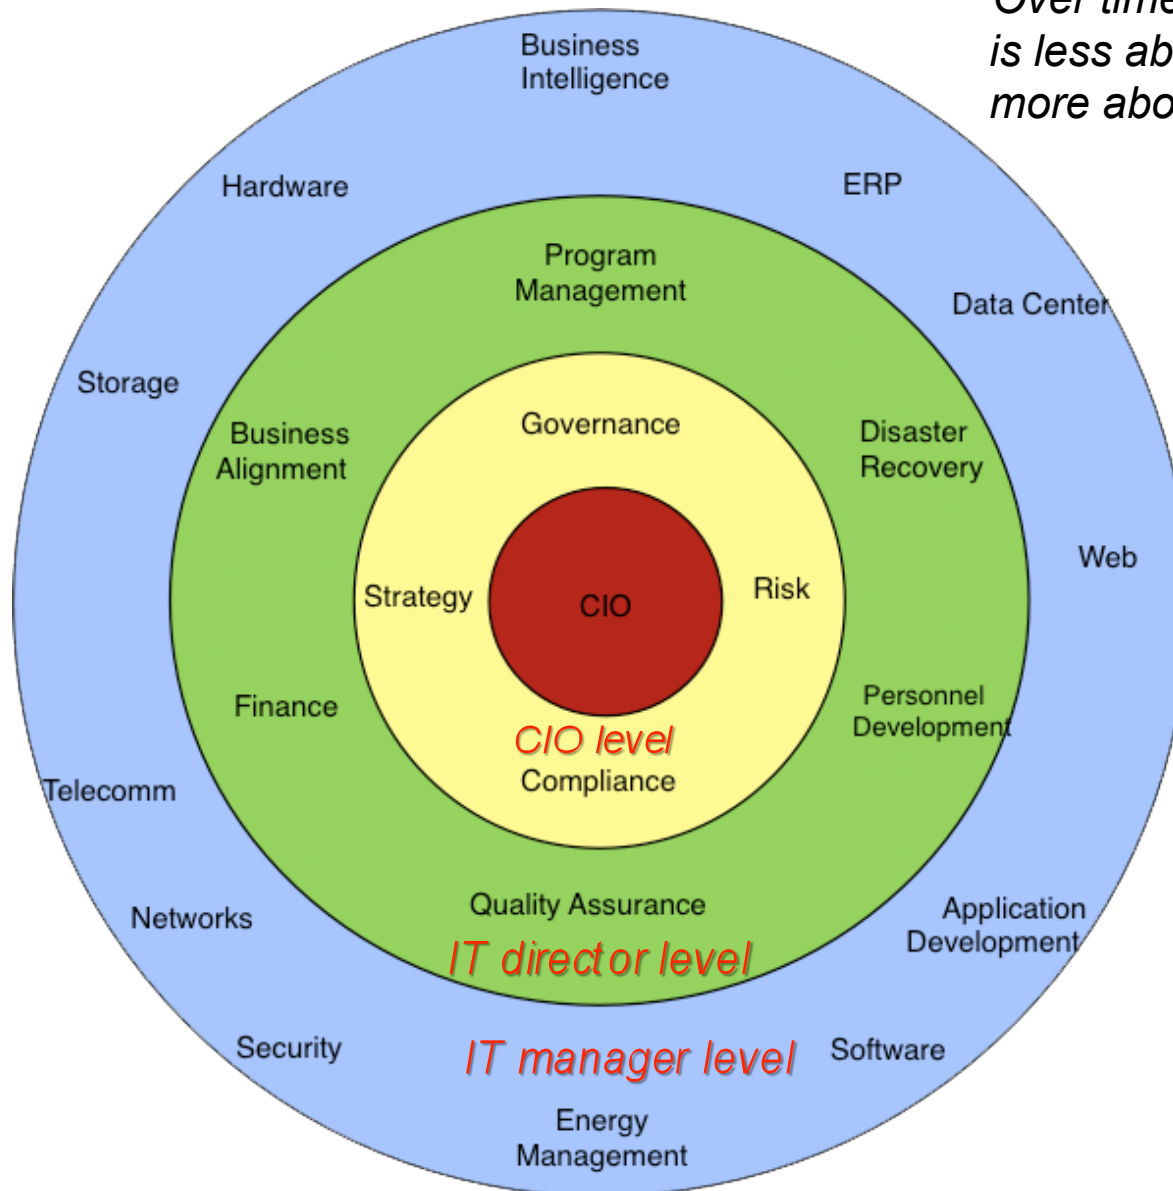 Over time
is less ab
more abo
Business
Intelligence
Hardware
ERP
Program
Management
Data Center
Storage
Governance
Business
Alignment
Disaster
Recovery
Web
Strategy
CIO
Risk
Finance
Personnel
Development
CIO level
Compliance
Telecomm
Quality Assurance
Networks
Application
Development
IT director level
Security
IT manager level
Software
Energy
Management